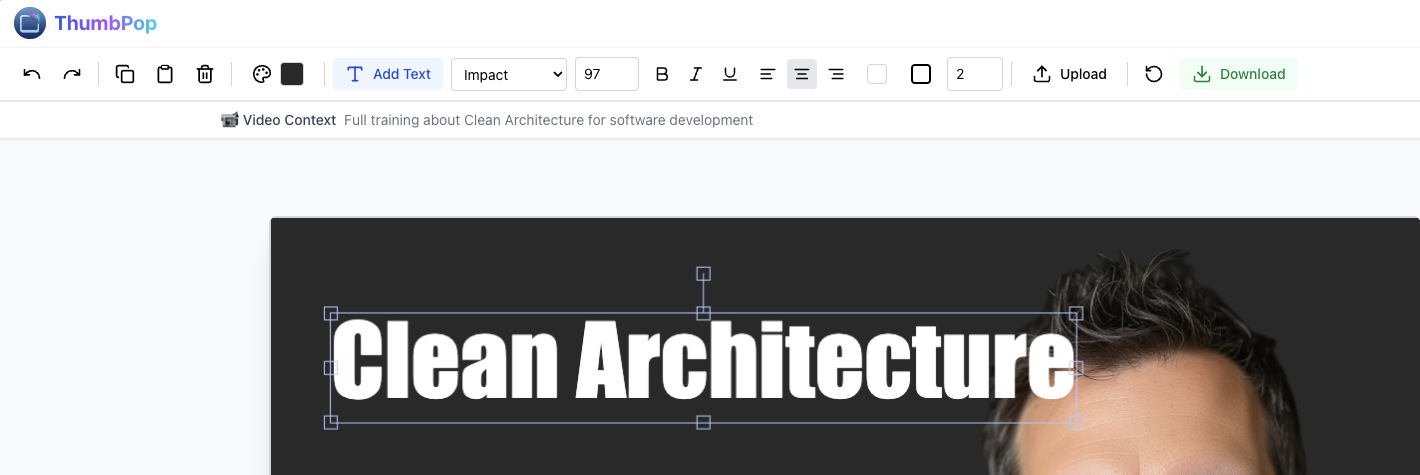 ThumbPop
Add Text Impact 97 B I U 2 Upload Download
Video Context Full training about Clean Architecture for software development
Clean Architecture